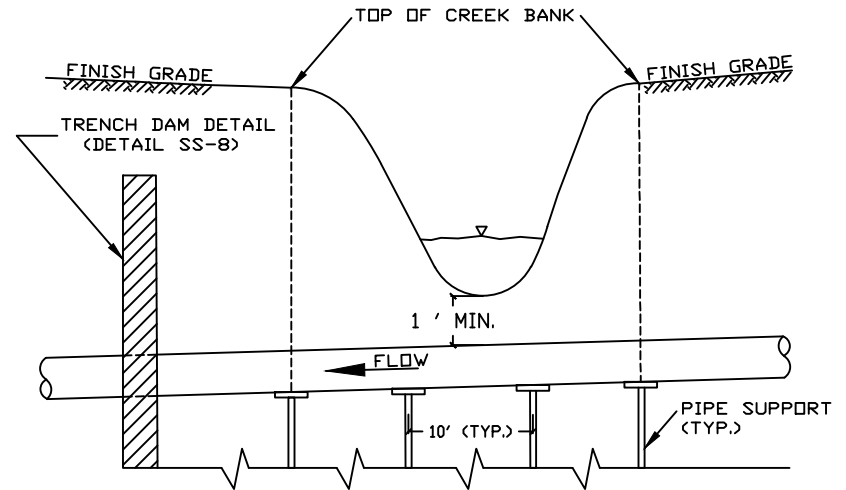 TOP OF CREEK BANK
FINISH GRADE
FINISH GRADE
TRENCH DAM DETAIL
(DETAIL SS-8)
1 ' MIN.
FLOW
10' (TYP.)
PIPE SUPPORT
(TYP.)